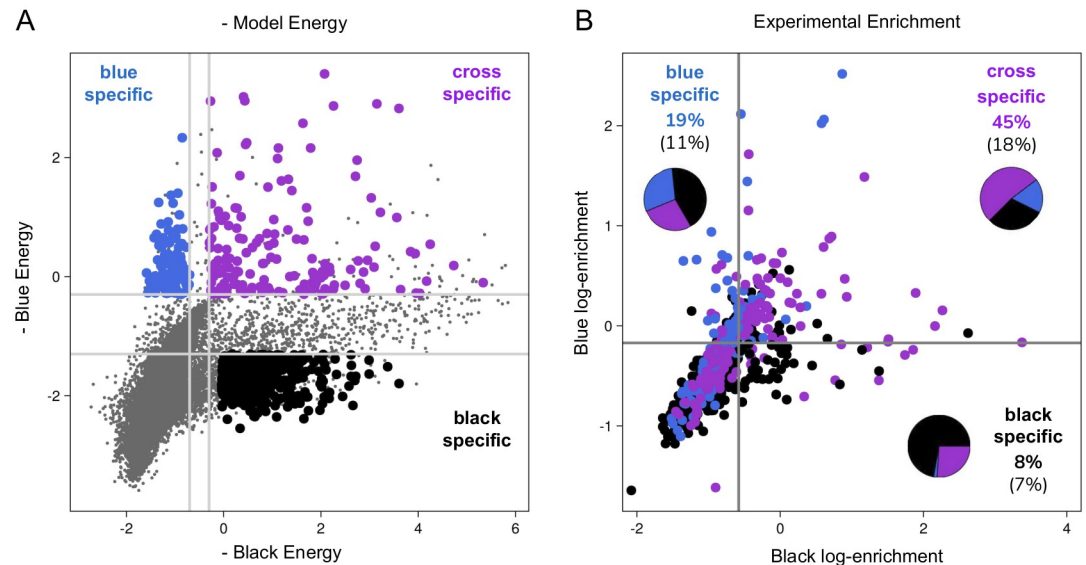 A
- Model Energy
blue
specific
cross
specific
black
specific
- Blue Energy
2
0
-2
-2
0
2
4
6
- Black Energy
B
Experimental Enrichment
blue
specific
19%
(11%)
cross
specific
45%
(18%)
black
specific
8%
(7%)
Blue log-enrichment
2
1
0
-1
-2
0
2
4
Black log-enrichment